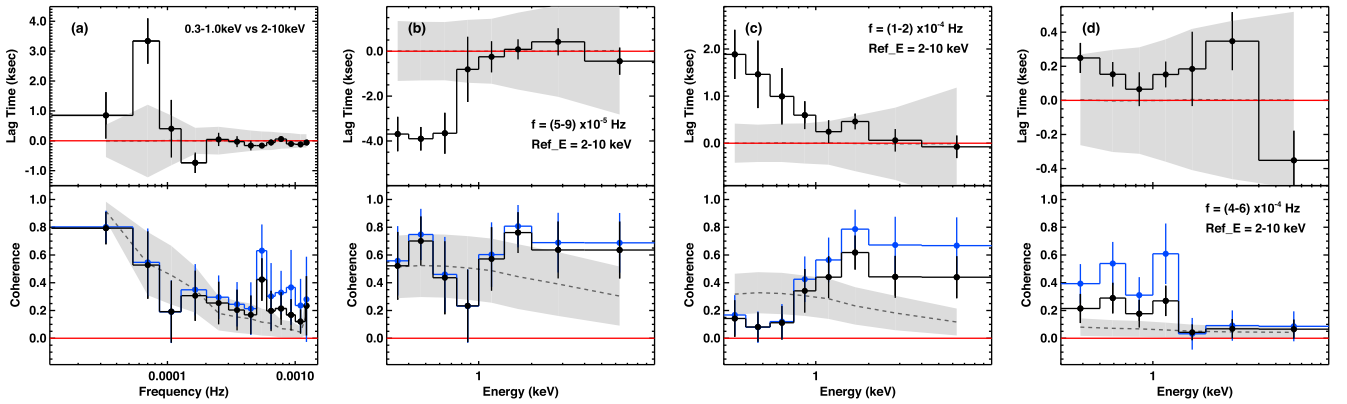 (a)
0.3-1.0keV vs 2-10keV
Lag Time (ksec)
4.0
3.0
2.0
1.0
0.0
-1.0
Coherence
1.0
0.8
0.6
0.4
0.2
0.0
0.0001
0.0010
Frequency (Hz)
(b)
f = (5-9) x10⁻⁵ Hz
Ref_E = 2-10 keV
Lag Time (ksec)
0.0
-2.0
-4.0
Coherence
1.0
0.8
0.6
0.4
0.2
0.0
1
Energy (keV)
(c)
f = (1-2) x10⁻⁴ Hz
Ref_E = 2-10 keV
Lag Time (ksec)
2.0
1.0
0.0
Coherence
1.0
0.8
0.6
0.4
0.2
0.0
1
Energy (keV)
(d)
Lag Time (ksec)
0.4
0.2
0.0
-0.2
-0.4
f = (4-6) x10⁻⁴ Hz
Ref_E = 2-10 keV
Coherence
1.0
0.8
0.6
0.4
0.2
0.0
1
Energy (keV)